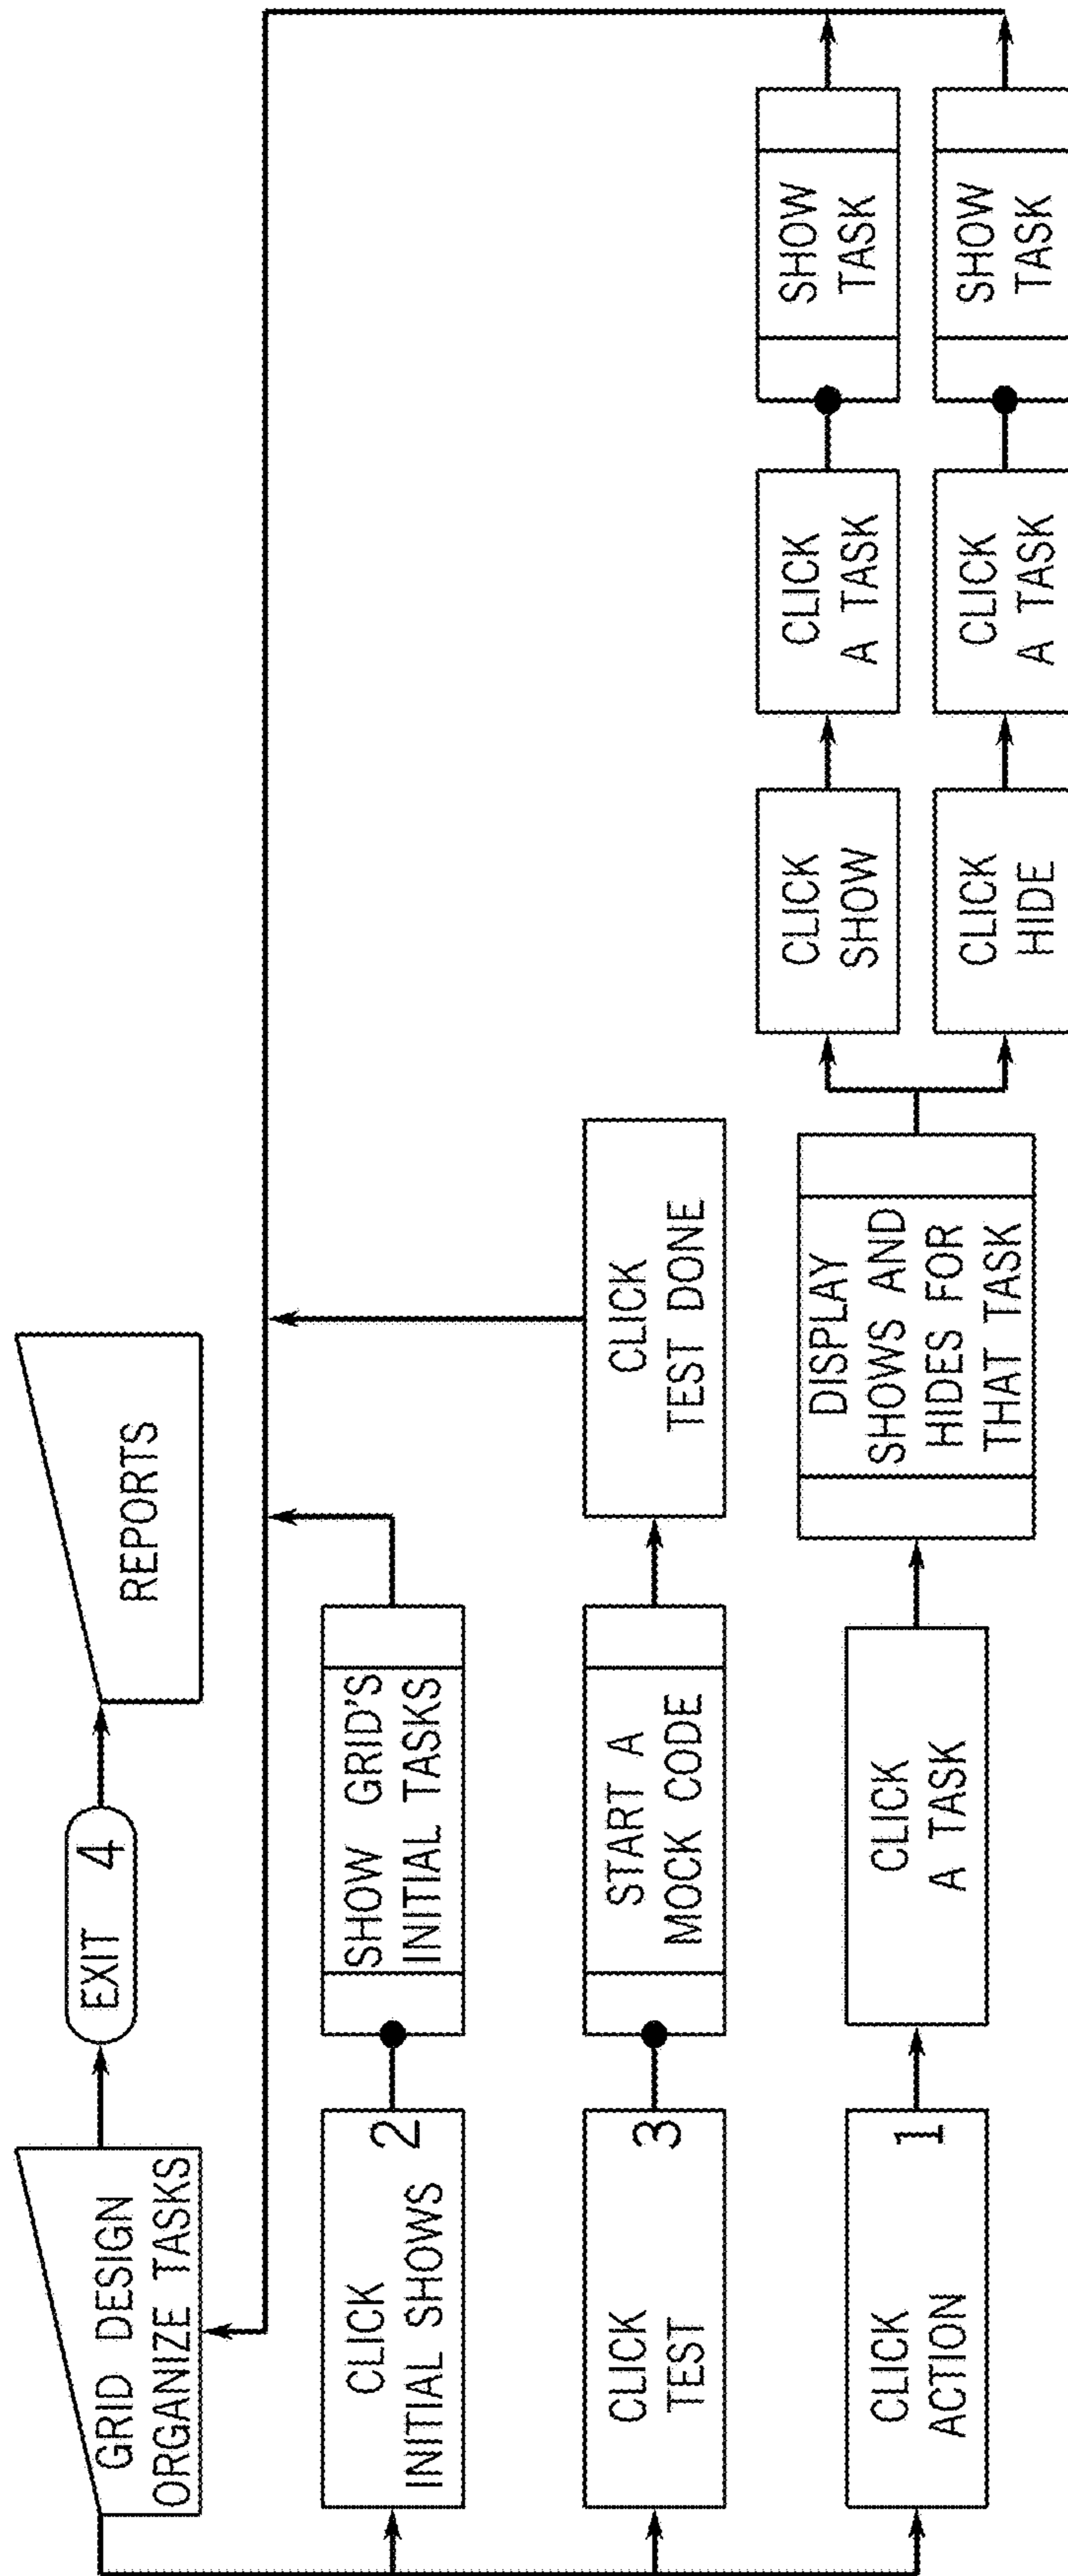 GRID DESIGN
ORGANIZE TASKS
EXIT 4
REPORTS
CLICK
INITIAL SHOWS
2
SHOW GRID'S
INITIAL TASKS
CLICK
TEST
3
START A
MOCK CODE
CLICK
TEST DONE
CLICK
ACTION
1
CLICK
A TASK
DISPLAY
SHOWS AND
HIDES FOR
THAT TASK
CLICK
SHOW
CLICK
A TASK
SHOW
TASK
CLICK
HIDE
CLICK
A TASK
SHOW
TASK